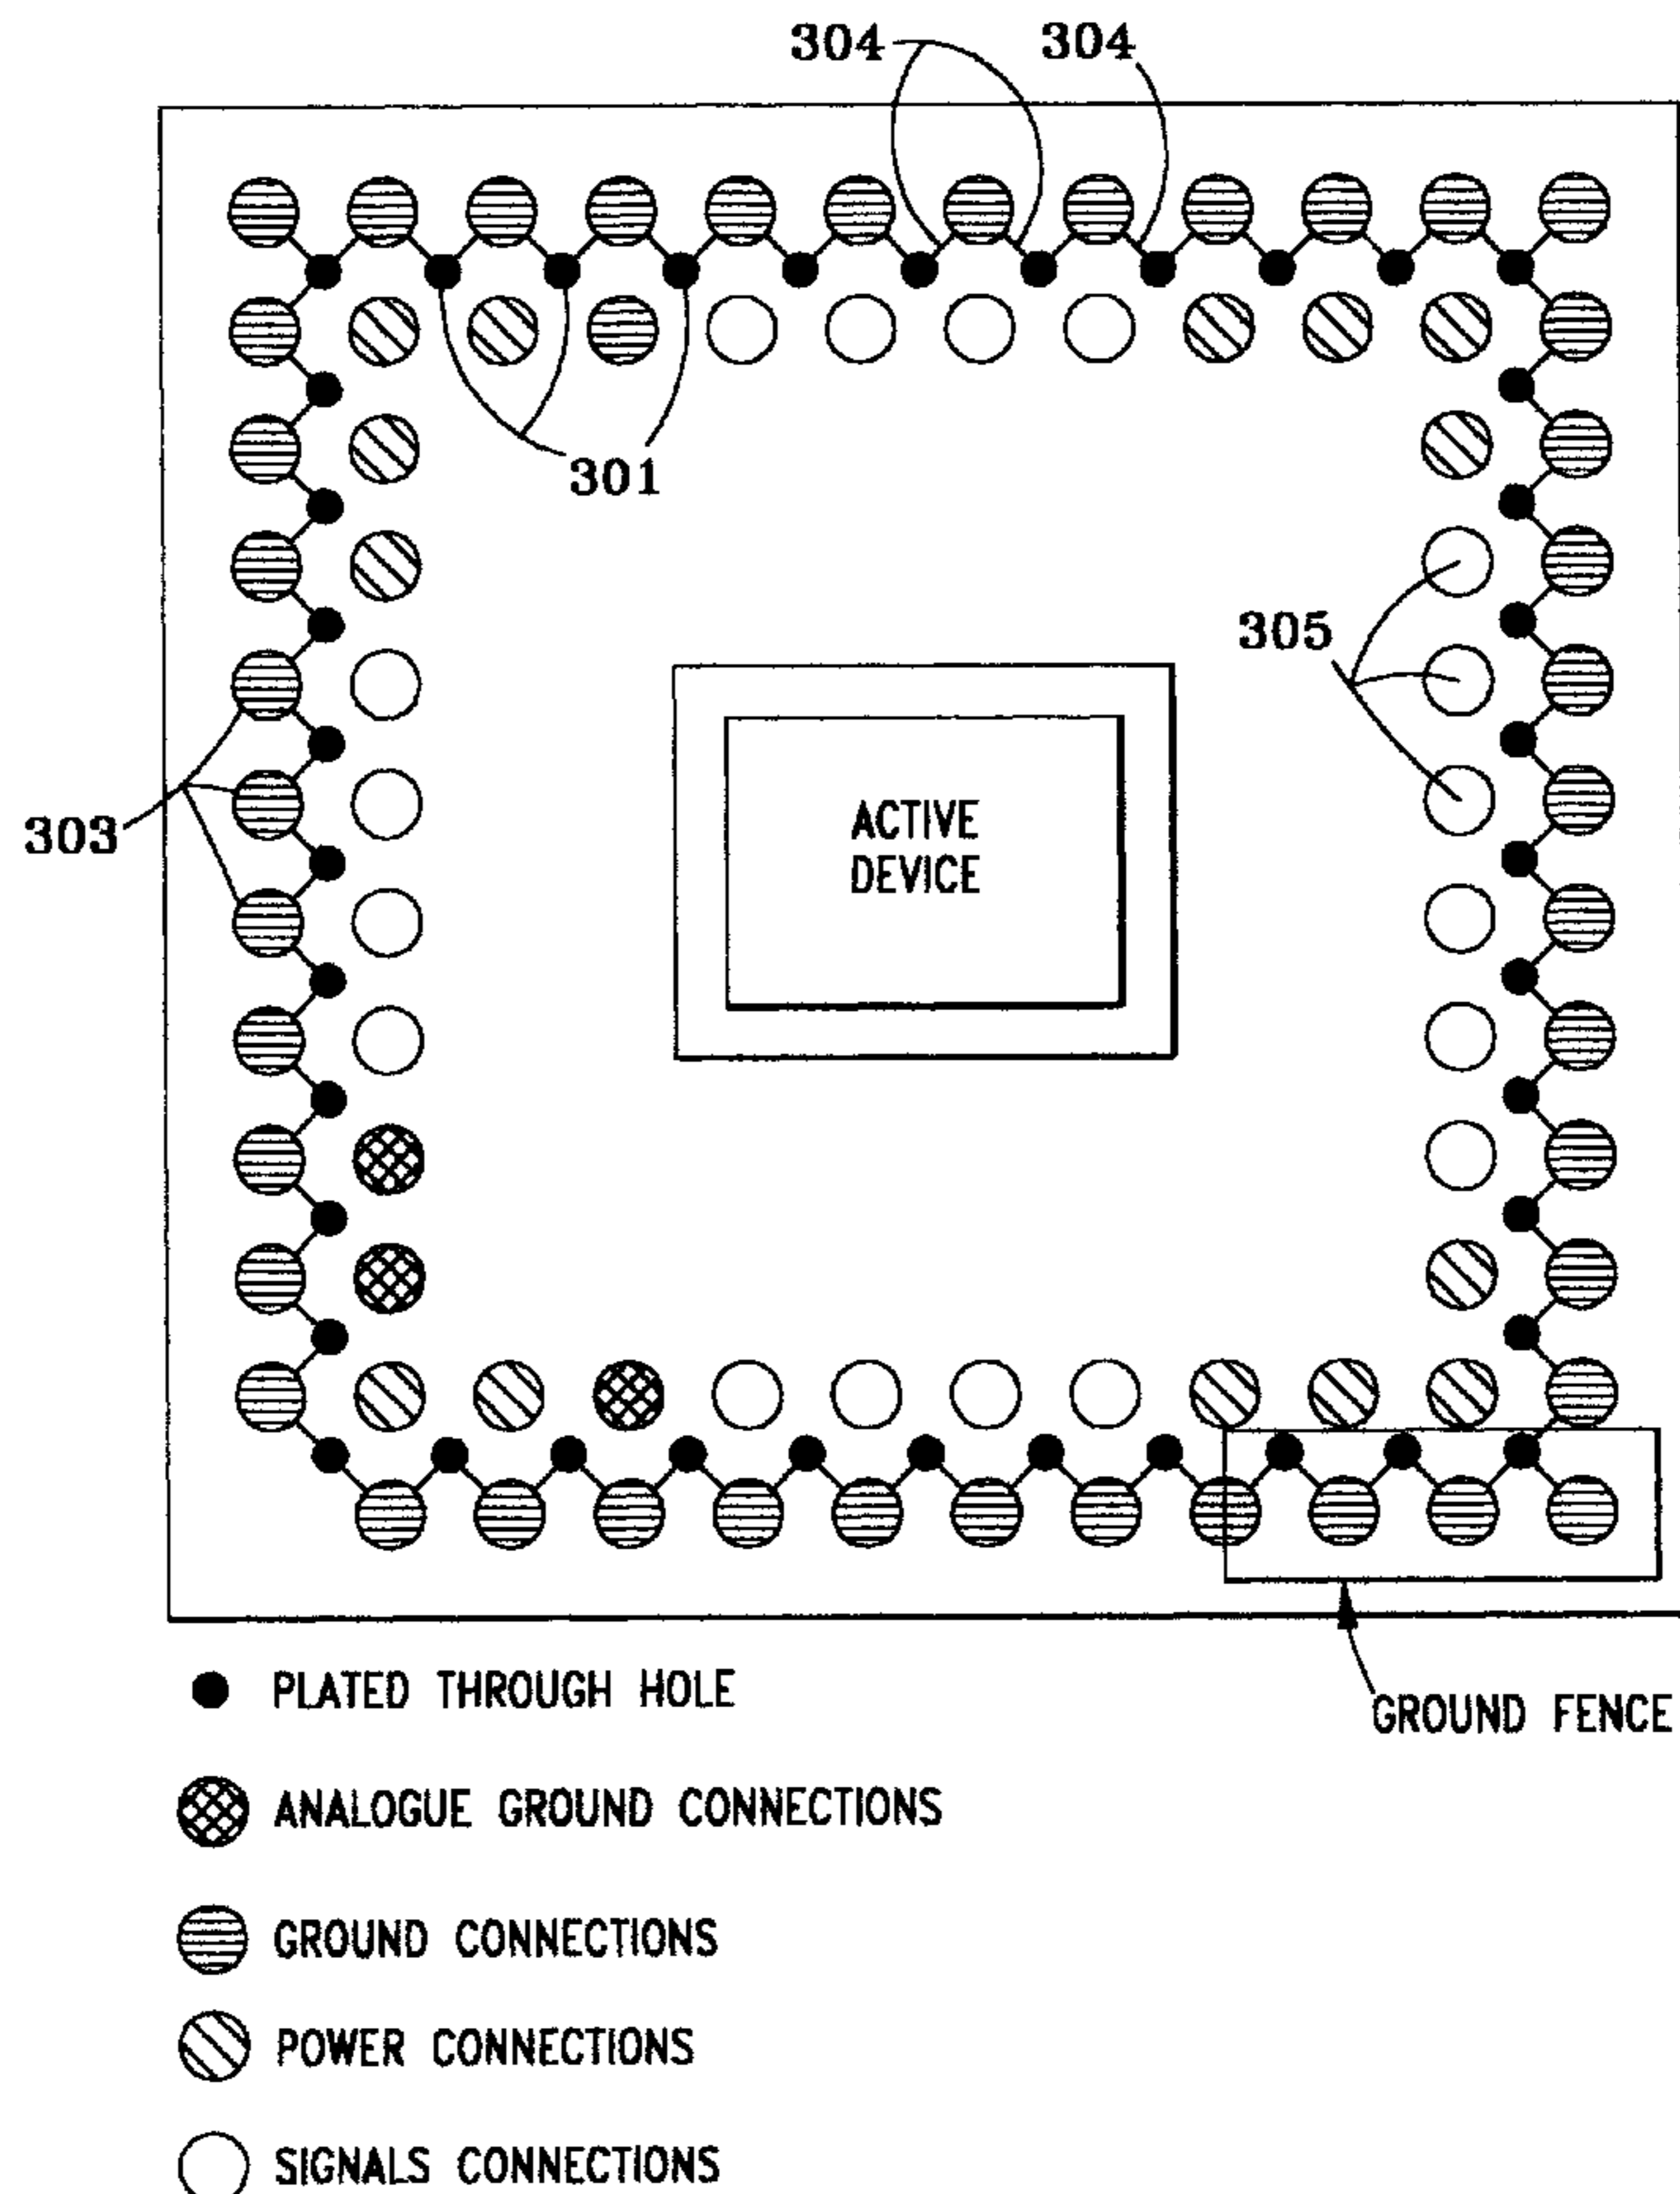 304 304
301
305
303
ACTIVE
DEVICE
GROUND FENCE
PLATED THROUGH HOLE
ANALOGUE GROUND CONNECTIONS
GROUND CONNECTIONS
POWER CONNECTIONS
SIGNALS CONNECTIONS